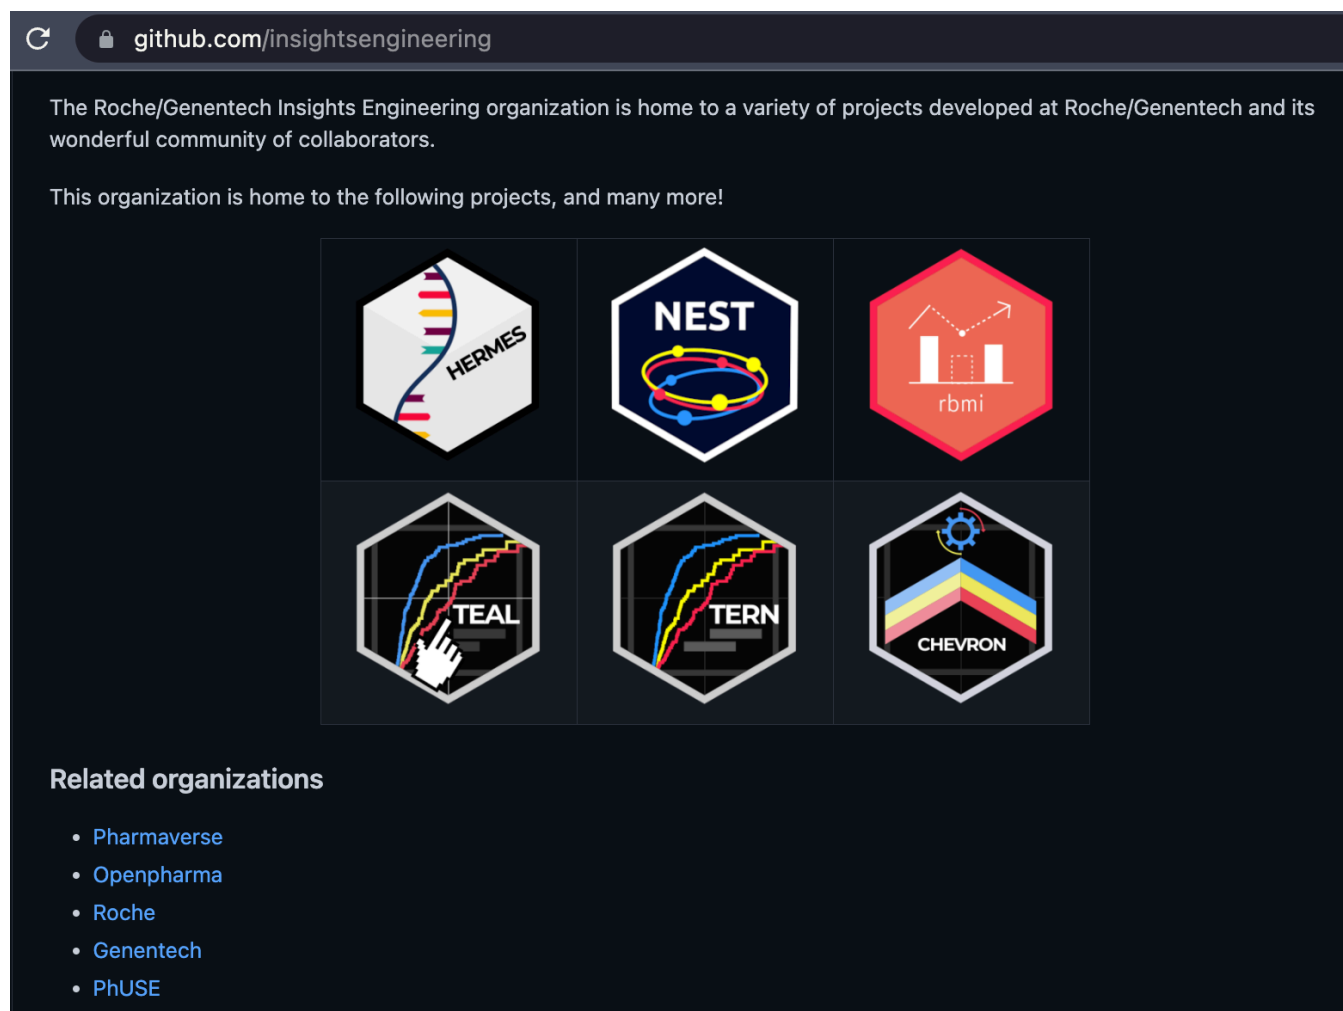 github.com/insightsengineering
The Roche/Genentech Insights Engineering organization is home to a variety of projects developed at Roche/Genentech and its
wonderful community of collaborators.
This organization is home to the following projects, and many more!
HERMES
NEST
rbmi
TEAL
TERN
CHEVRON
Related organizations
Pharmaverse
Openpharma
Roche
Genentech
PhUSE